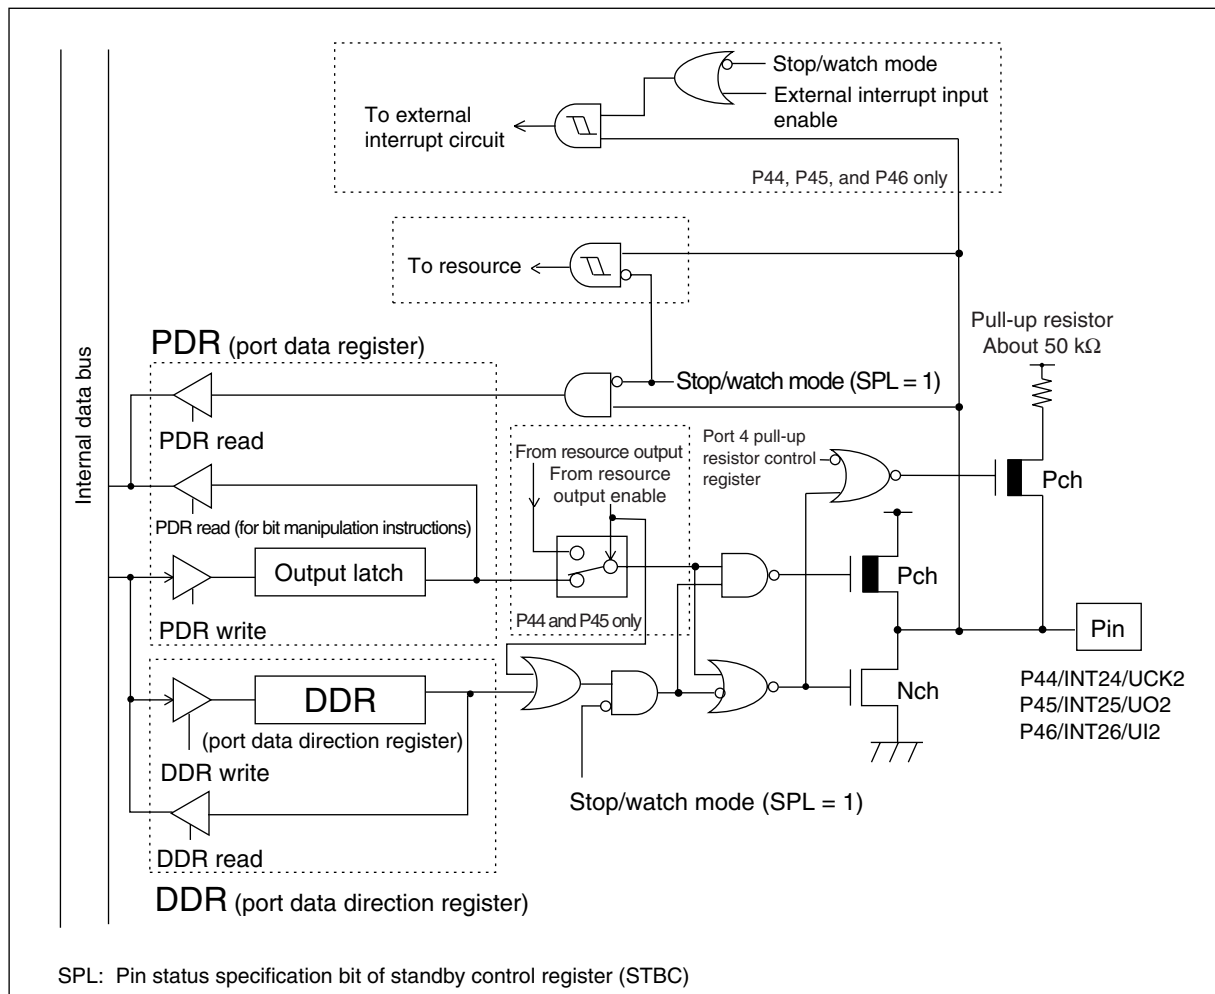 Stop/watch mode
External interrupt input
enable
To external
interrupt circuit
P44, P45, and P46 only
To resource
Pull-up resistor
About 50 kΩ
PDR (port data register)
Stop/watch mode (SPL = 1)
Internal data bus
PDR read
From resource output
From resource
output enable
Port 4 pull-up
resistor control
register
Pch
PDR read (for bit manipulation instructions)
Output latch
Pch
P44 and P45 only
PDR write
Pin
DDR
Nch
P44/INT24/UCK2
P45/INT25/UO2
P46/INT26/UI2
(port data direction register)
DDR write
Stop/watch mode (SPL = 1)
DDR read
DDR (port data direction register)
SPL: Pin status specification bit of standby control register (STBC)